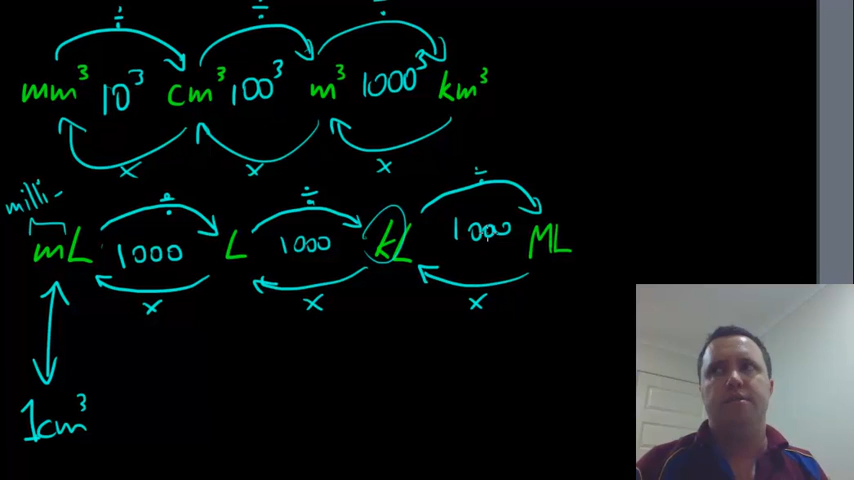 ÷ ÷ ÷
mm³ 10³ cm³ 100³ m³ 1000³ km³
x x x
milli- ÷ ÷ ÷
mL 1000 L 1000 kL 1000 ML
x x x
1cm³